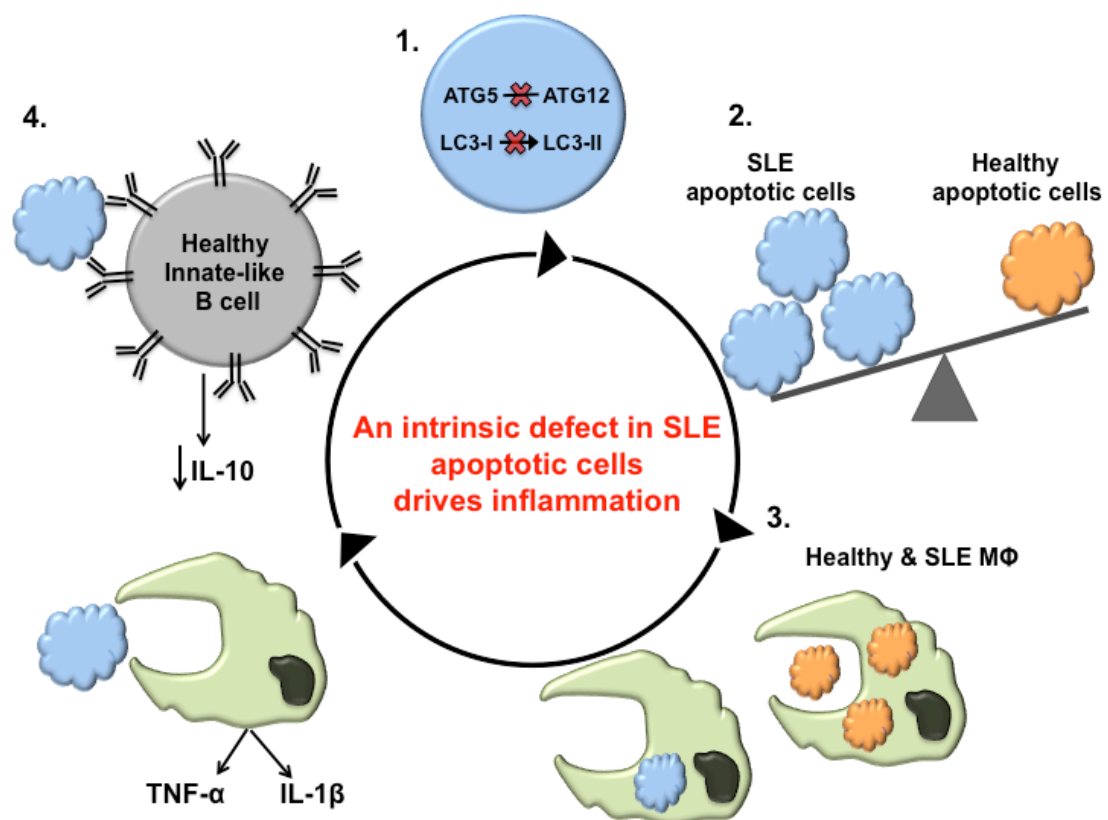 1.
ATG5 ATG12
LC3-I LC3-II
2.
SLE
apoptotic cells
Healthy
apoptotic cells
3.
Healthy & SLE MΦ
4.
Healthy
Innate-like
B cell
IL-10
TNF-α IL-1β
An intrinsic defect in SLE
apoptotic cells
drives inflammation